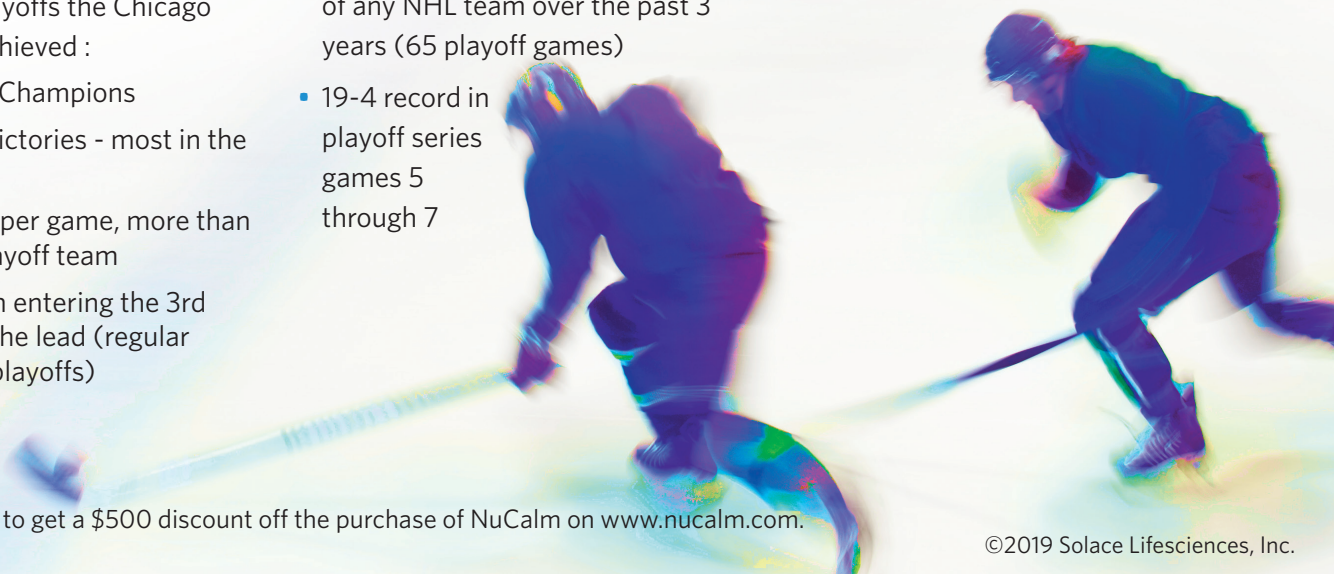 yoffs the Chicago
hieved :
Champions
ictories - most in the
per game, more than
ayoff team
n entering the 3rd
he lead (regular
playoffs)
of any NHL team over the past 3
years (65 playoff games)
19-4 record in
playoff series
games 5
through 7
to get a $500 discount off the purchase of NuCalm on www.nucalm.com.
©2019 Solace Lifesciences, Inc.